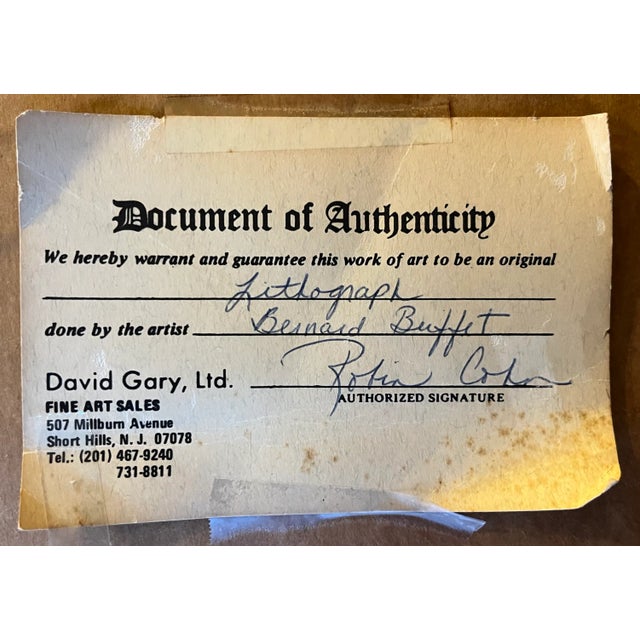 Document of Authenticity
We hereby warrant and guarantee this work of art to be an original
Lithograph
done by the artist Bernard Buffet
David Gary, Ltd. Robin Cohn
AUTHORIZED SIGNATURE
FINE ART SALES
507 Millburn Avenue
Short Hills, N. J. 07078
Tel.: (201) 467-9240
731-8811